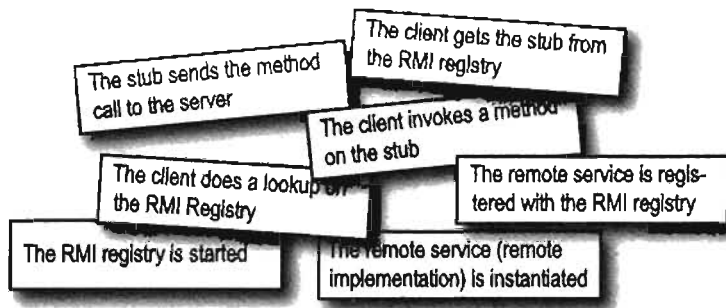 The client gets the stub from
the RMI registry
The stub sends the method
call to the server
The client invokes a method
on the stub
The client does a lookup on
the RMI Registry
The remote service is regis-
tered with the RMI registry
The RMI registry is started
The remote service (remote
implementation) is instantiated